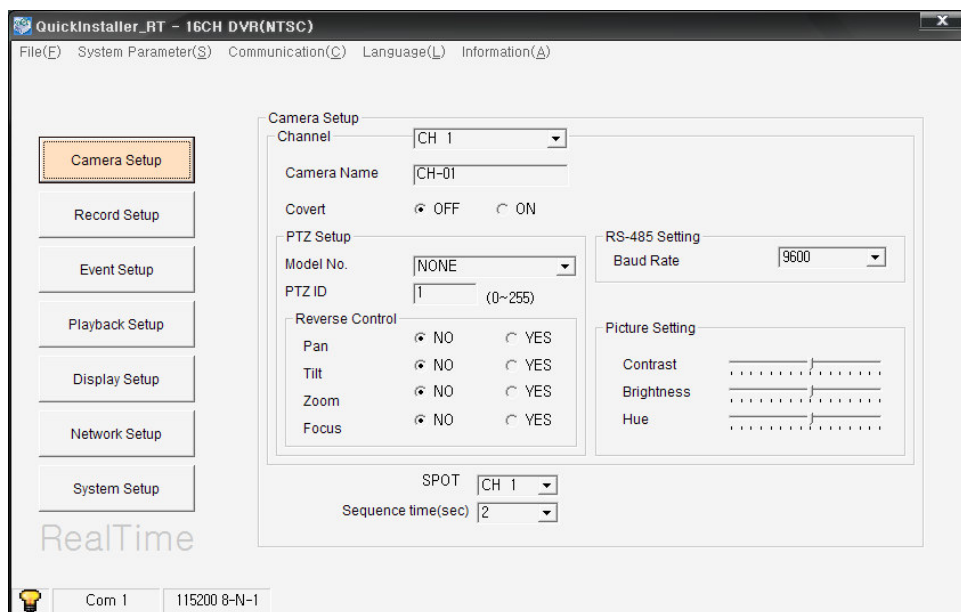 QuickInstaller_RT - 16CH DVR(NTSC)
File(F) System Parameter(S) Communication(C) Language(L) Information(A)
Camera Setup
Record Setup
Event Setup
Playback Setup
Display Setup
Network Setup
System Setup
RealTime
Camera Setup
Channel CH 1
Camera Name CH-01
Covert OFF ON
PTZ Setup
Model No. NONE
PTZ ID 1 (0~255)
Reverse Control
Pan NO YES
Tilt NO YES
Zoom NO YES
Focus NO YES
RS-485 Setting
Baud Rate 9600
Picture Setting
Contrast
Brightness
Hue
SPOT CH 1
Sequence time(sec) 2
Com 1 115200 8-N-1